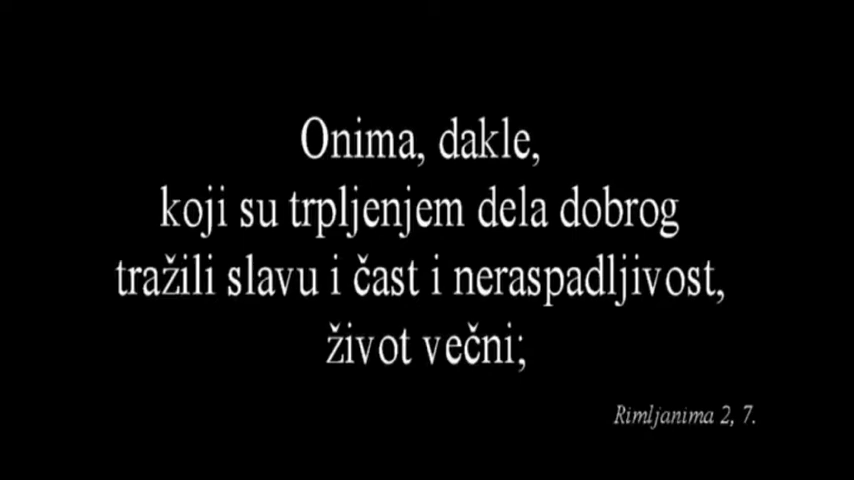 Onima, dakle,
koji su trpljenjem dela dobrog
tražili slavu i čast i neraspadljivost,
život večni;
Rimljanima 2, 7.